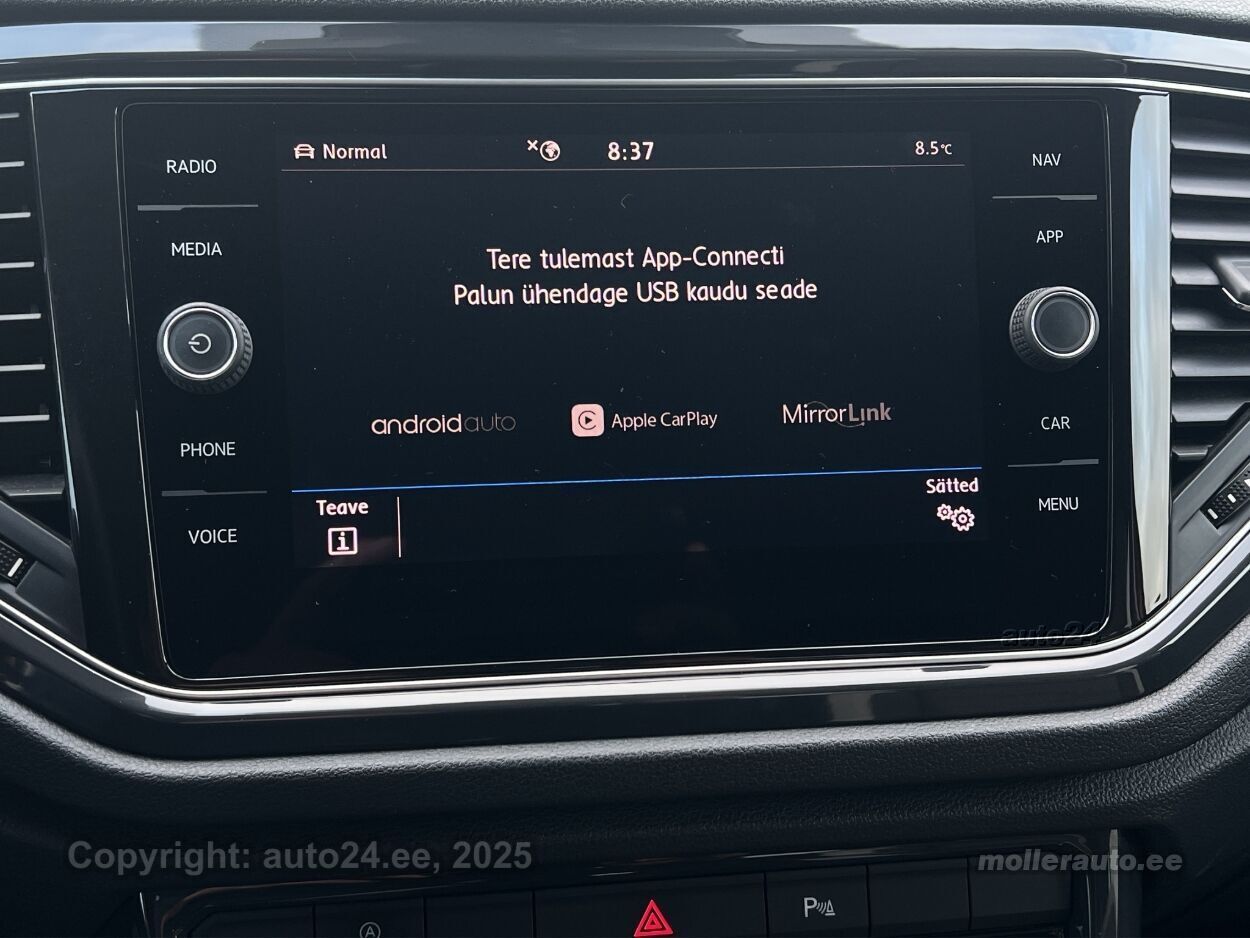 RADIO
MEDIA
PHONE
VOICE
Normal
8:37
8.5°C
Tere tulemast App-Connecti
Palun ühendage USB kaudu seade
androidauto
Apple CarPlay
MirrorLink
Teave
Sätted
NAV
APP
CAR
MENU
auto24
Copyright: auto24.ee, 2025
mollerauto.ee
A
P